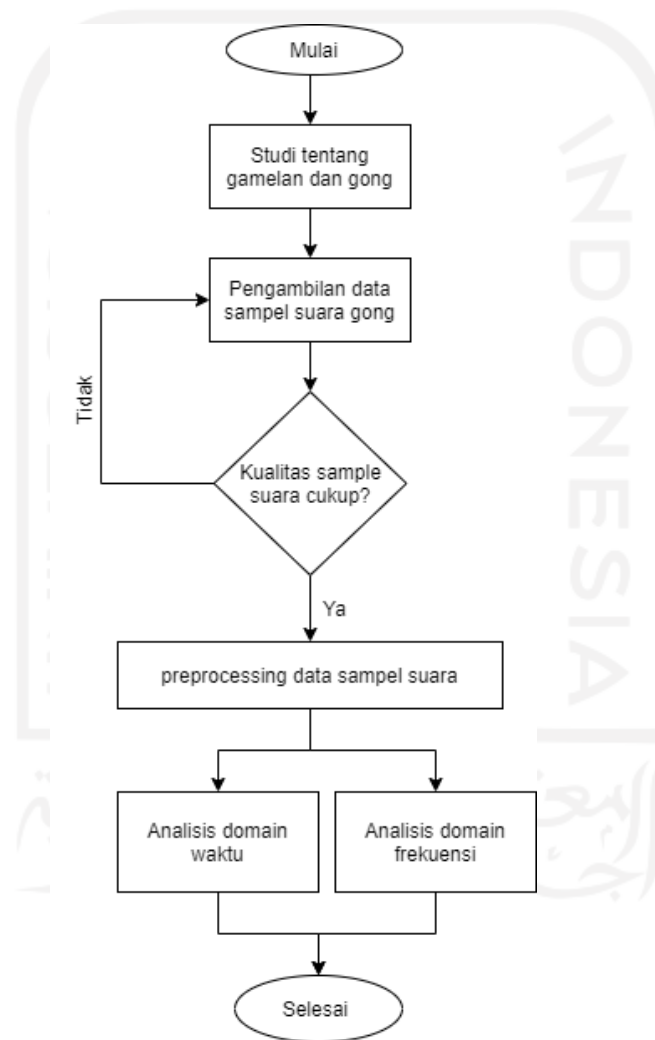 Mulai
Studi tentang
gamelan dan gong
Pengambilan data
sampel suara gong
Tidak
Kualitas sample
suara cukup?
Ya
preprocessing data sampel suara
Analisis domain
waktu
Analisis domain
frekuensi
Selesai
INDONESIA